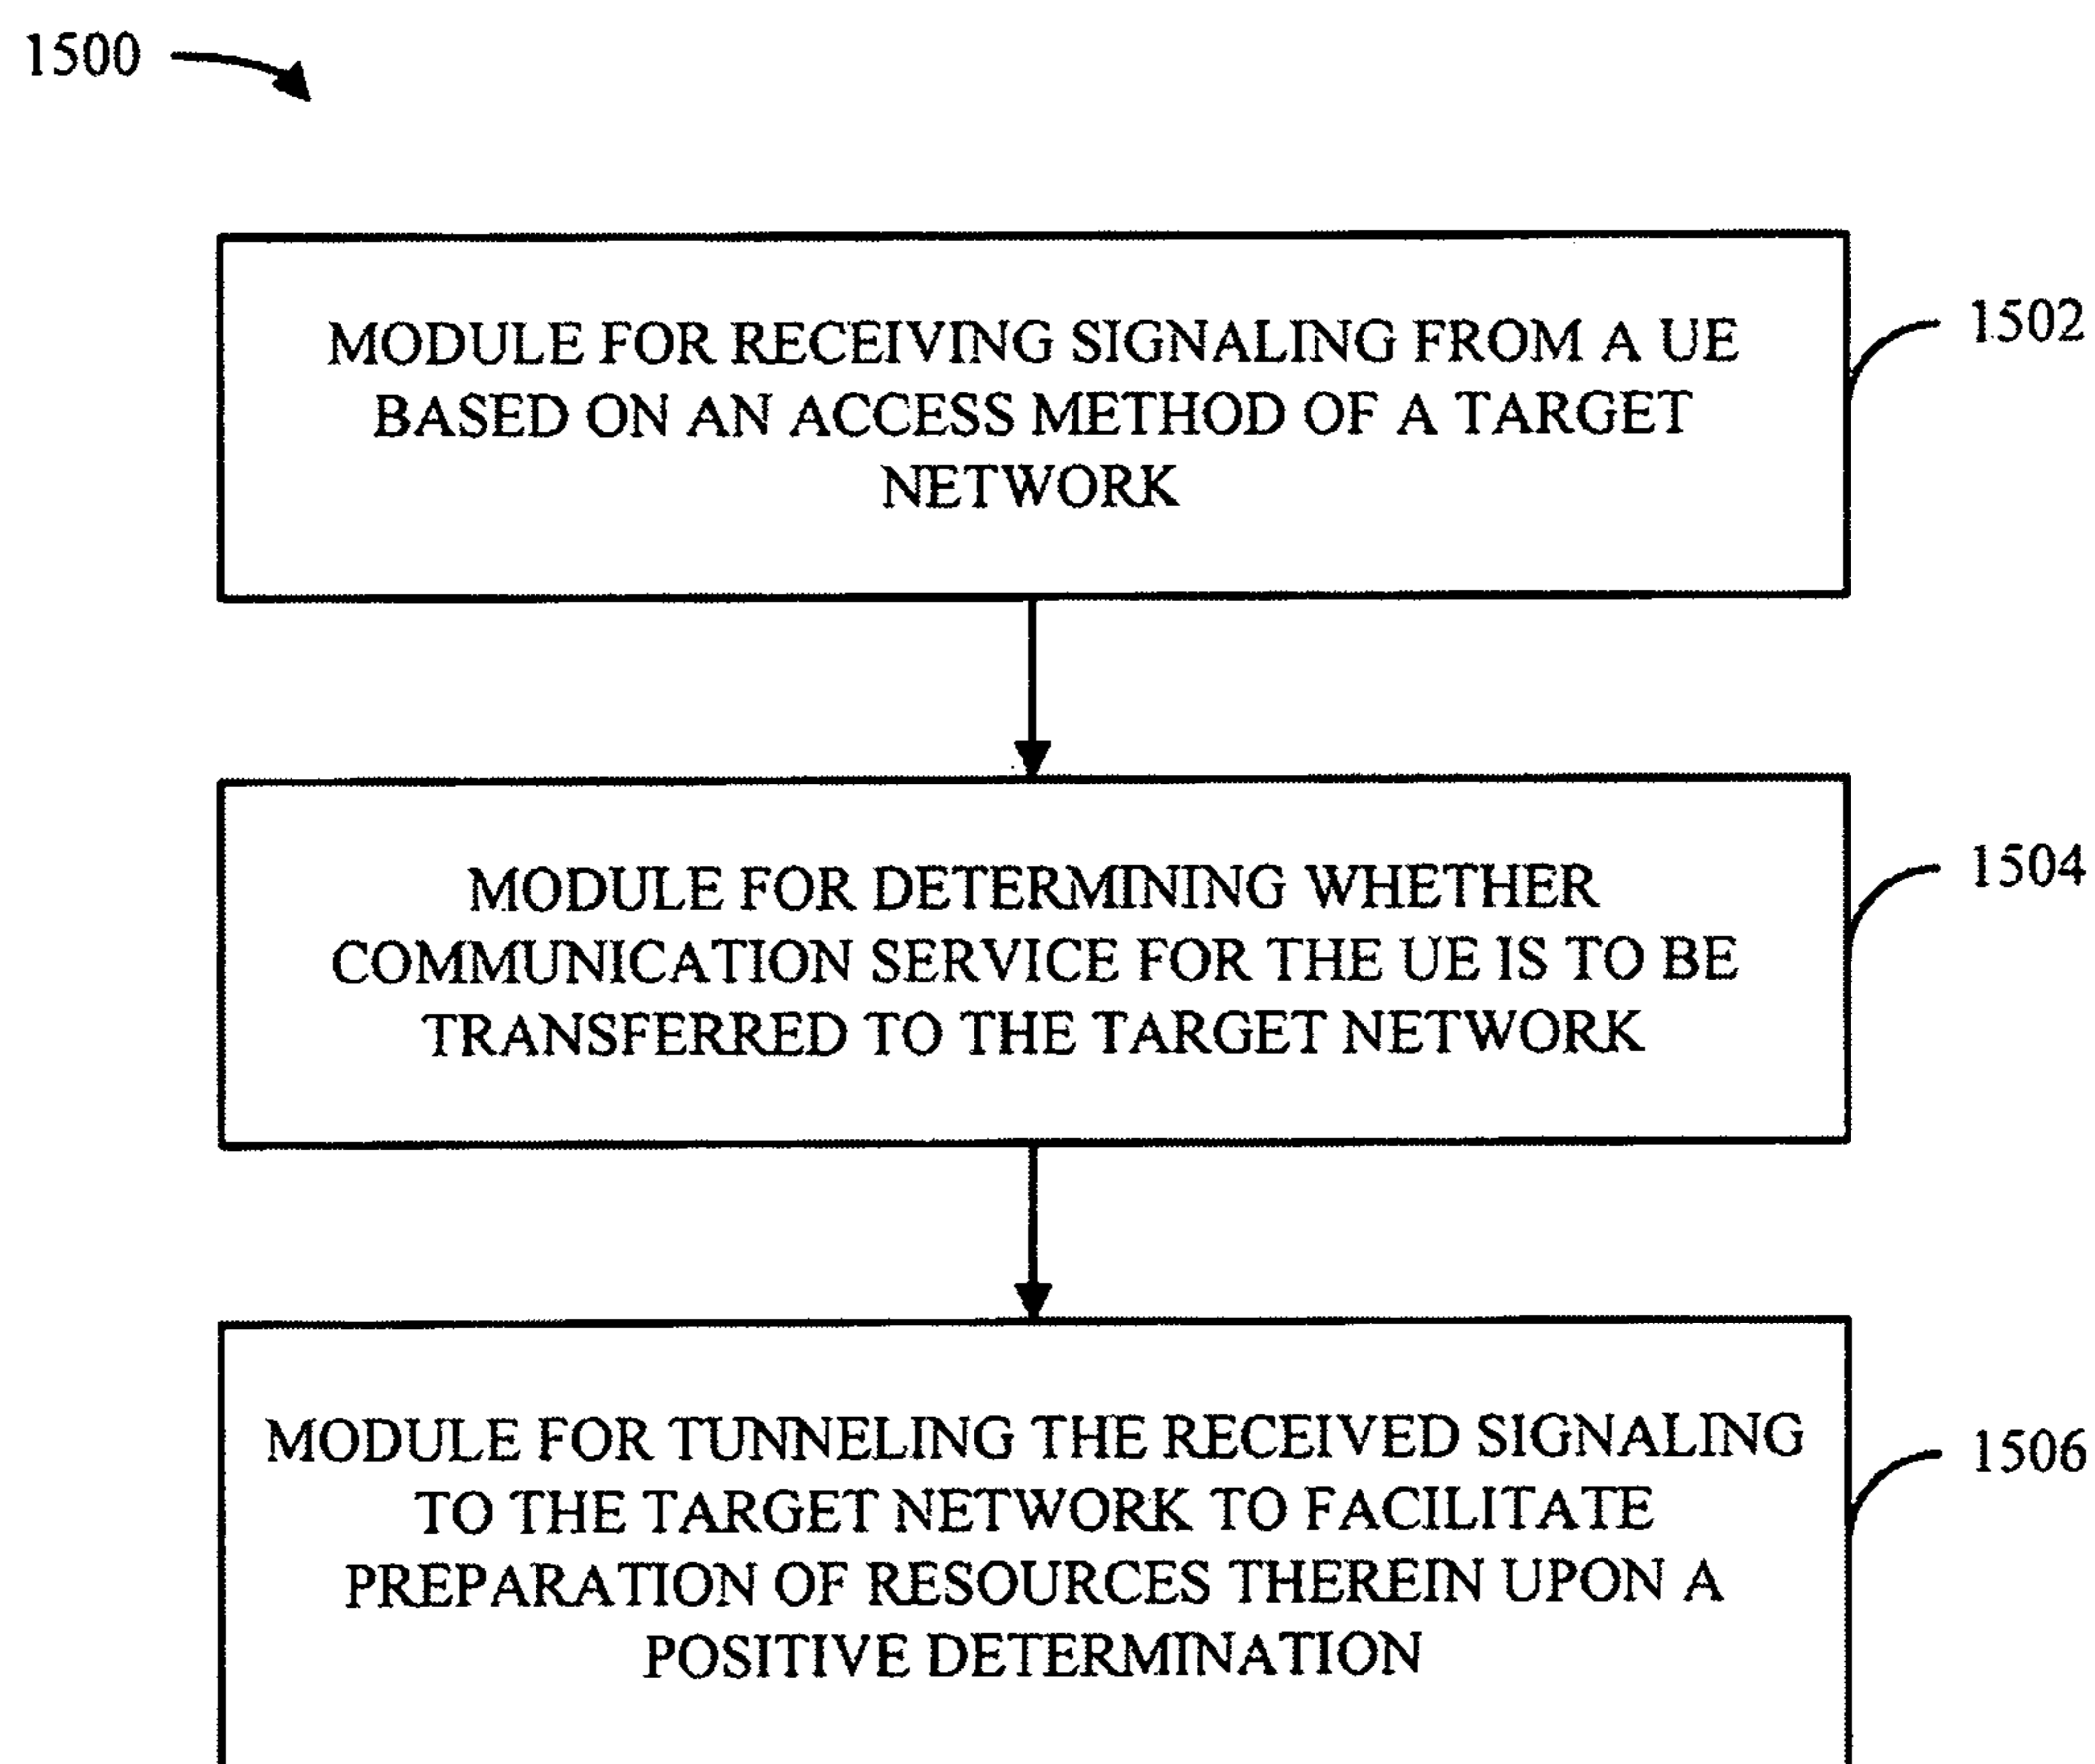 1500
MODULE FOR RECEIVING SIGNALING FROM A UE
BASED ON AN ACCESS METHOD OF A TARGET
NETWORK
1502
MODULE FOR DETERMINING WHETHER
COMMUNICATION SERVICE FOR THE UE IS TO BE
TRANSFERRED TO THE TARGET NETWORK
1504
MODULE FOR TUNNELING THE RECEIVED SIGNALING
TO THE TARGET NETWORK TO FACILITATE
PREPARATION OF RESOURCES THEREIN UPON A
POSITIVE DETERMINATION
1506